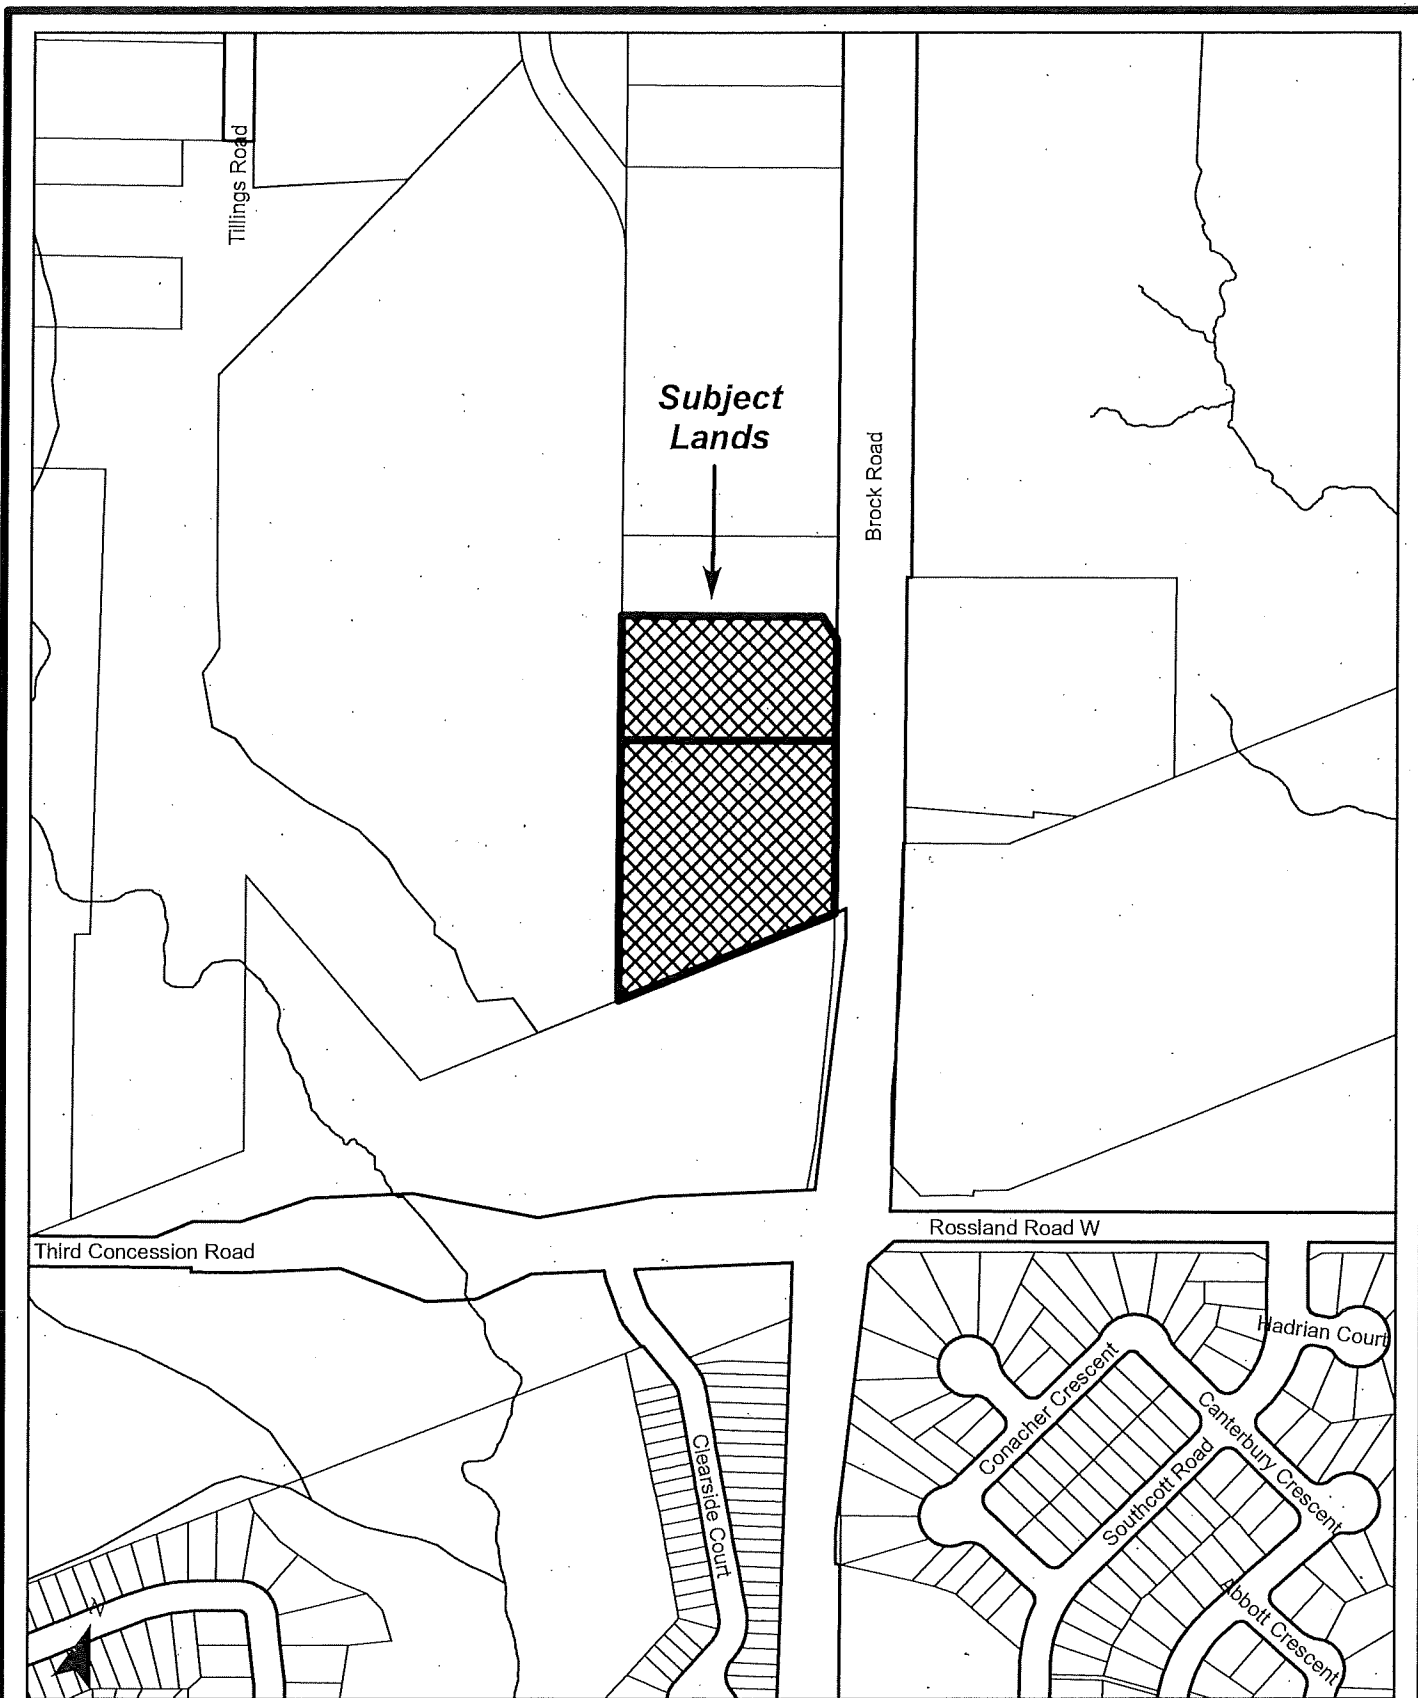 Tillings Road
Subject
Lands
Brock Road
Rossland Road W
Third Concession Road
Hadrian Court
Conacher Crescent
Canterbury Crescent
Southcott Road
Clearside Court
Abbott Crescent
N